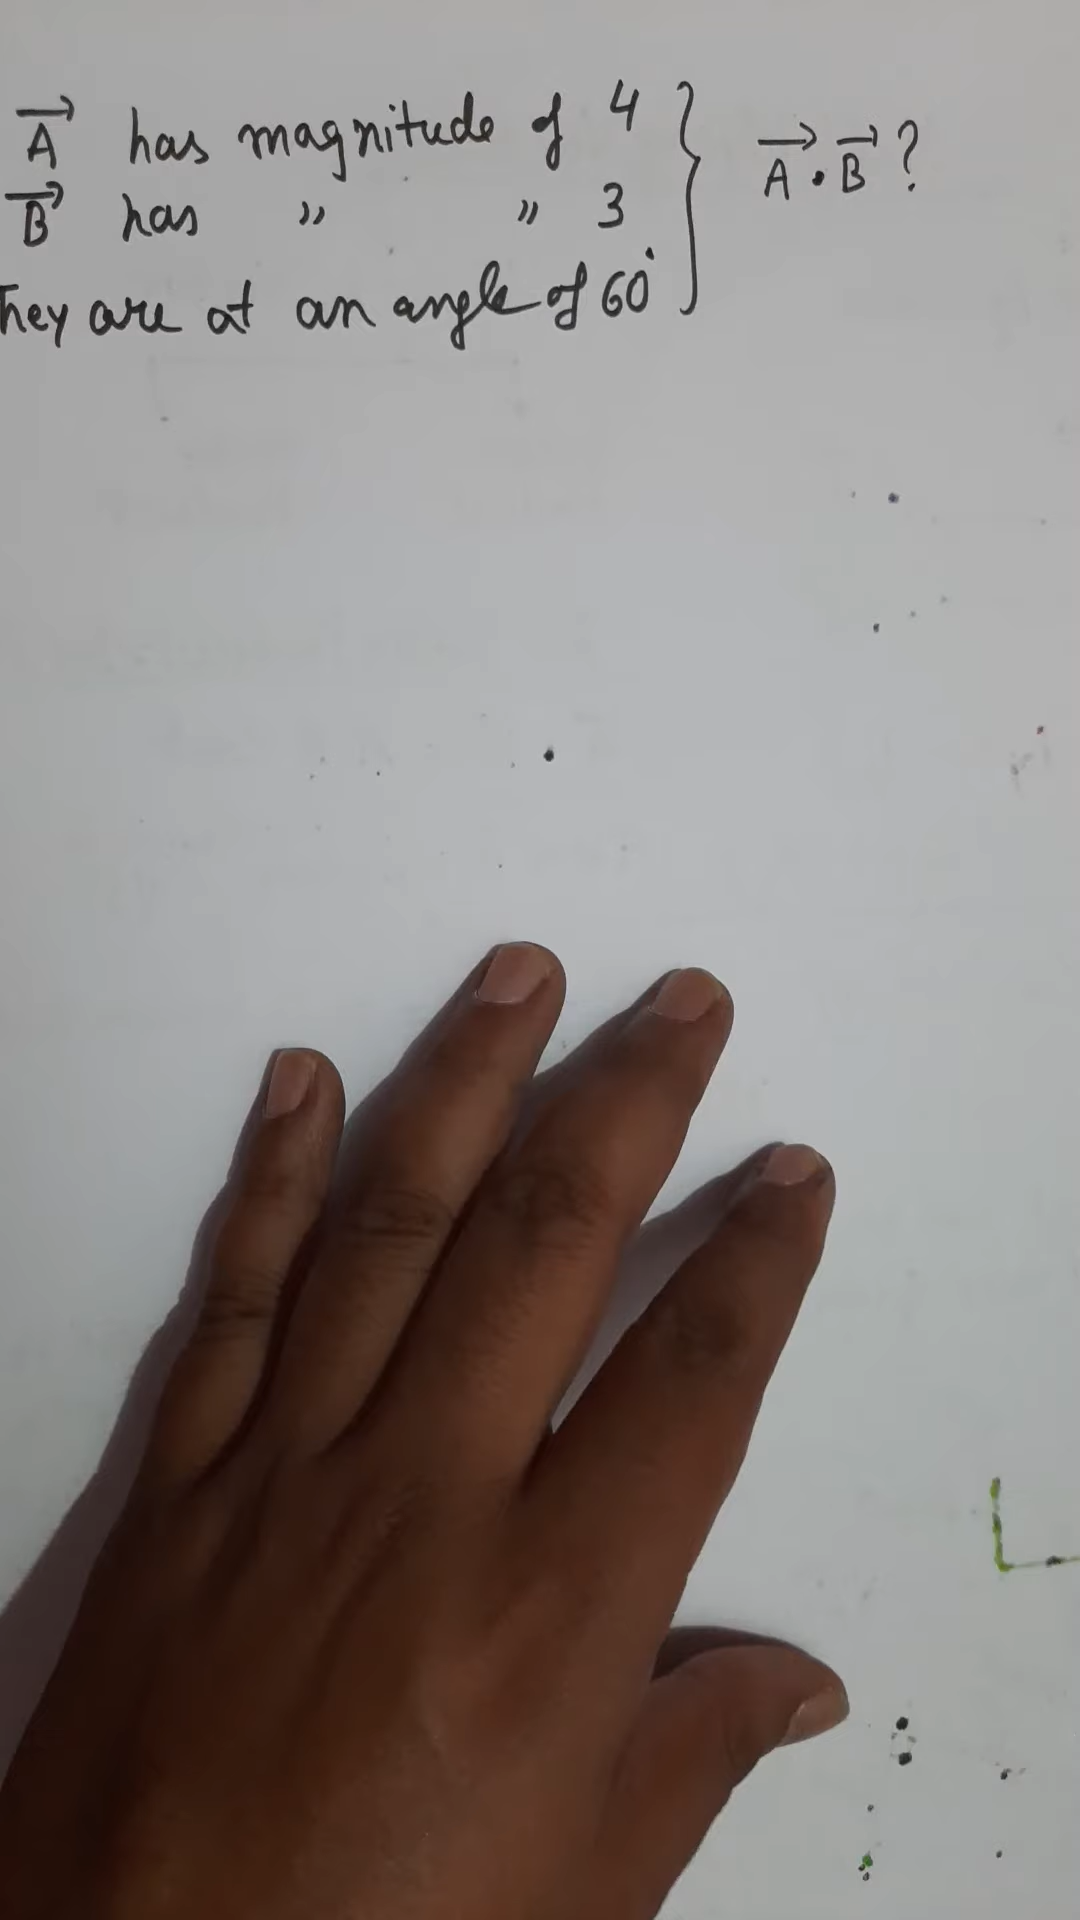 A has magnitude of 4
B has " " 3
They are at an angle of 60°
A · B ?